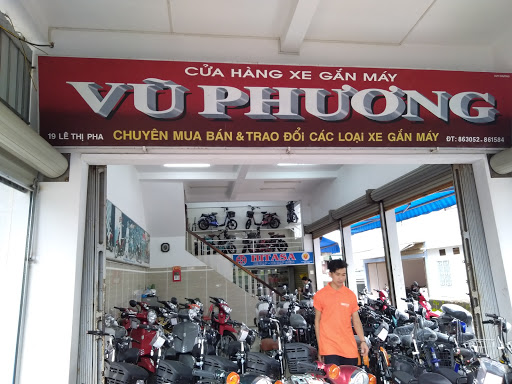 CỬA HÀNG XE GẮN MÁY
VŨ PHƯƠNG
19 LÊ THỊ PHA CHUYÊN MUA BÁN & TRAO ĐỔI CÁC LOẠI XE GẮN MÁY ĐT: 863052 - 861584
HITASA